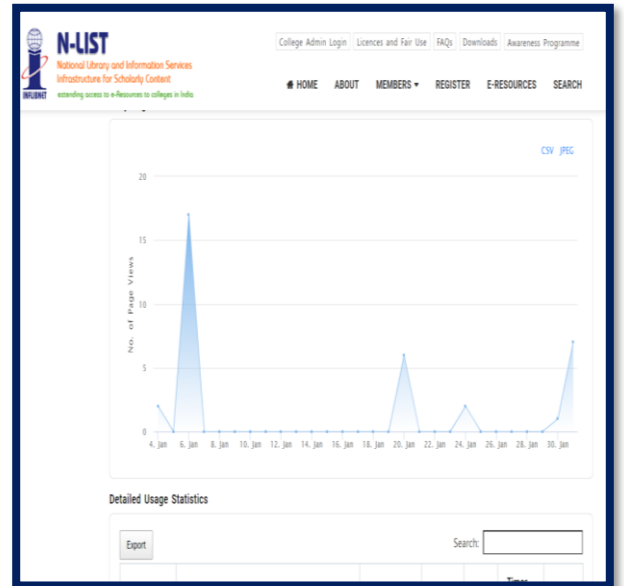 N-LIST
National Library and Information Services
Infrastructure for Scholarly Content
extending access to e-Resources to colleges in India
INFLIBNET
College Admin Login Licences and Fair Use FAQs Downloads Awareness Programme
HOME ABOUT MEMBERS REGISTER E-RESOURCES SEARCH
CSV JPEG
No. of Page Views
20
15
10
5
0
4. Jan 6. Jan 8. Jan 10. Jan 12. Jan 14. Jan 16. Jan 18. Jan 20. Jan 22. Jan 24. Jan 26. Jan 28. Jan 30. Jan
Detailed Usage Statistics
Export Search: